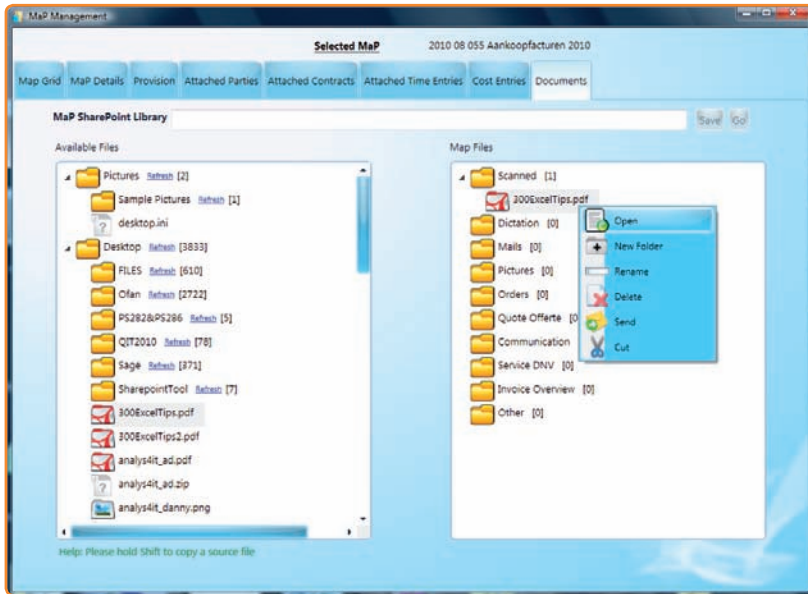 MaP Management
Selected MaP 2010 08 055 Aankoopfacturen 2010
Map Grid MaP Details Provision Attached Parties Attached Contracts Attached Time Entries Cost Entries Documents
MaP SharePoint Library Save Go
Available Files
Pictures Refresh [2]
Sample Pictures Refresh [1]
desktop.ini
Desktop Refresh [3833]
FILES Refresh [610]
Ofan Refresh [2722]
PS282&PS286 Refresh [5]
QIT2010 Refresh [78]
Sage Refresh [371]
SharepointTool Refresh [7]
300ExcelTips.pdf
300ExcelTips2.pdf
analys4it_ad.pdf
analys4it_ad.zip
analys4it_danny.png
Help: Please hold Shift to copy a source file
Map Files
Scanned [1]
300ExcelTips.pdf
Dictation [0]
Mails [0]
Pictures [0]
Orders [0]
Quote Offerte [0
Communication
Service DNV [0]
Invoice Overview [0]
Other [0]
Open
New Folder
Rename
Delete
Send
Cut